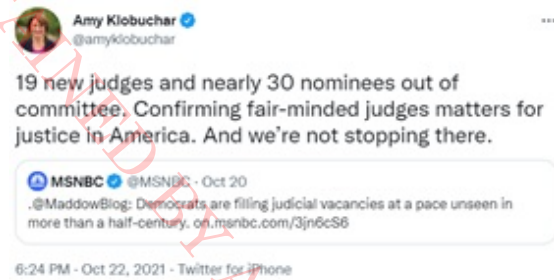 Amy Klobuchar
@amyklobuchar
19 new judges and nearly 30 nominees out of
committee. Confirming fair-minded judges matters for
justice in America. And we're not stopping there.
MSNBC @MSNBC · Oct 20
.@MaddowBlog: Democrats are filling judicial vacancies at a pace unseen in
more than a half-century. on.msnbc.com/3jn6cS6
6:24 PM · Oct 22, 2021 · Twitter for iPhone